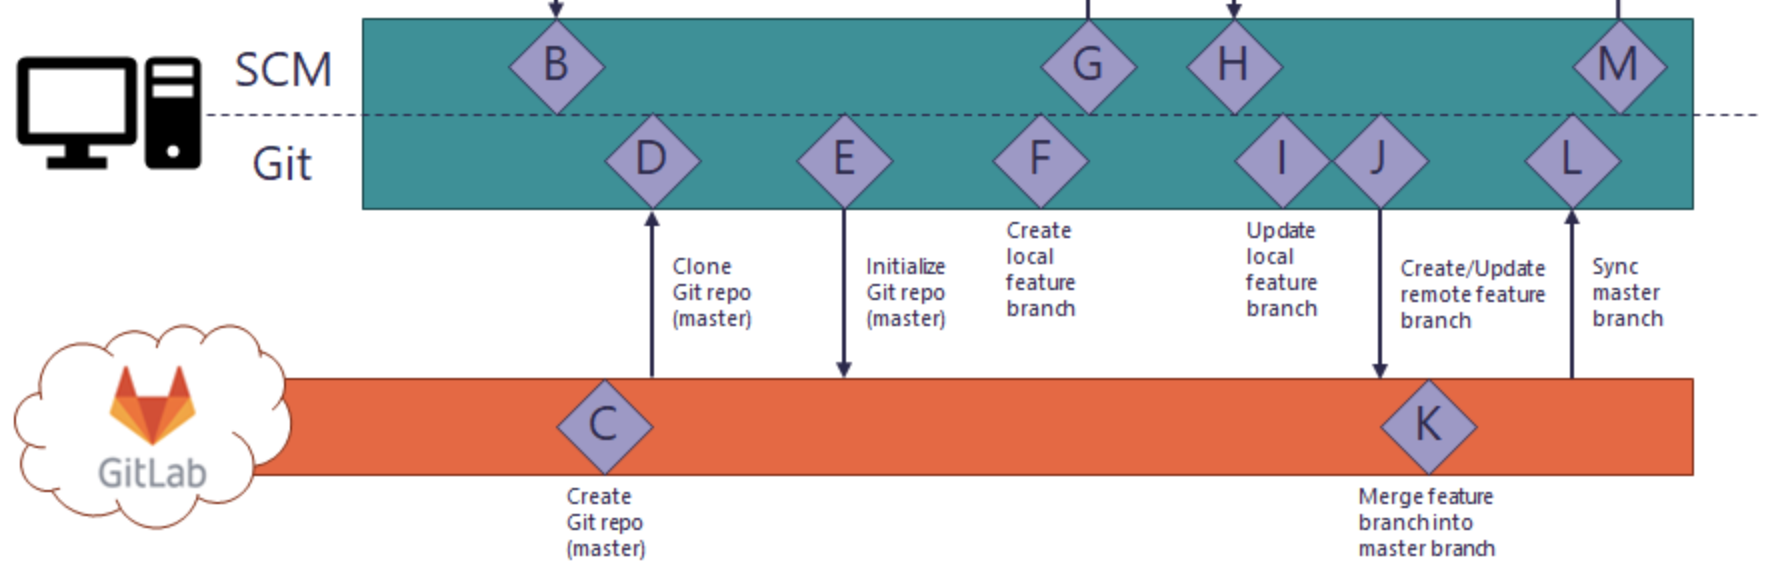 SCM
B
G
H
M
Git
D
E
F
I
J
L
Create
local
feature
branch
Update
local
feature
branch
Clone
Git repo
(master)
Initialize
Git repo
(master)
Create/Update
remote feature
branch
Sync
master
branch
GitLab
C
K
Create
Git repo
(master)
Merge feature
branch into
master branch